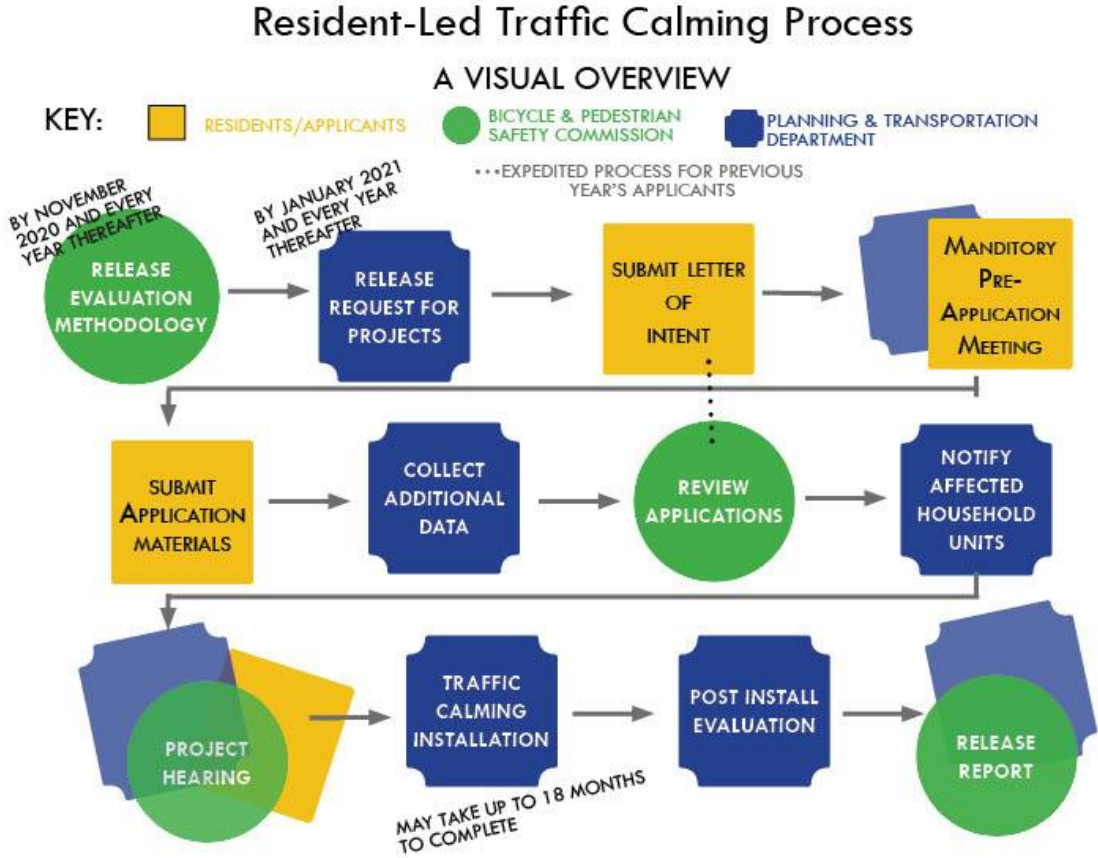 Resident-Led Traffic Calming Process
A VISUAL OVERVIEW
KEY:
RESIDENTS/APPLICANTS
BICYCLE & PEDESTRIAN
SAFETY COMMISSION
PLANNING & TRANSPORTATION
DEPARTMENT
•••EXPEDITED PROCESS FOR PREVIOUS
YEAR'S APPLICANTS
BY NOVEMBER
2020 AND EVERY
YEAR THEREAFTER
RELEASE
EVALUATION
METHODOLOGY
BY JANUARY 2021
AND EVERY YEAR
THEREAFTER
RELEASE
REQUEST FOR
PROJECTS
SUBMIT LETTER
OF
INTENT
MANDITORY
PRE-
APPLICATION
MEETING
SUBMIT
APPLICATION
MATERIALS
COLLECT
ADDITIONAL
DATA
REVIEW
APPLICATIONS
NOTIFY
AFFECTED
HOUSEHOLD
UNITS
PROJECT
HEARING
TRAFFIC
CALMING
INSTALLATION
MAY TAKE UP TO 18 MONTHS
TO COMPLETE
POST INSTALL
EVALUATION
RELEASE
REPORT